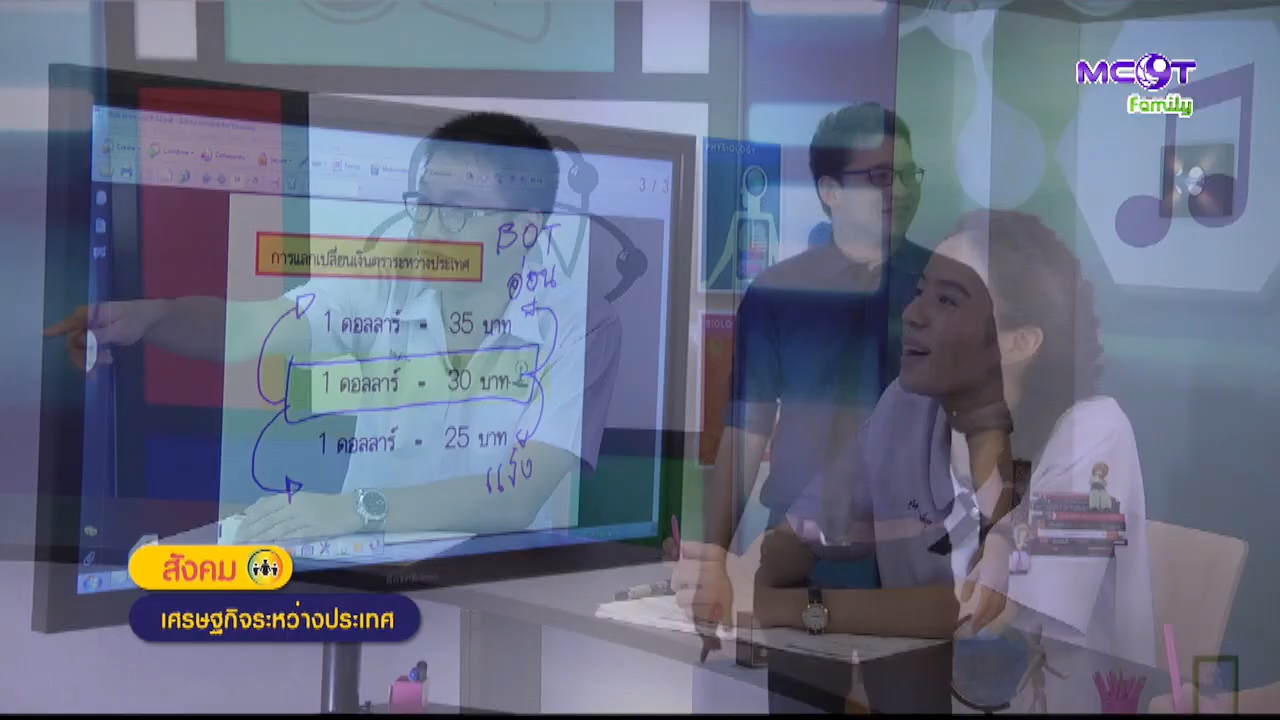 MC9T
family
PHYSIOLOGY
3 / 3
BOT
การแลกเปลี่ยนเงินตราระหว่างประเทศ
อ่อน
1 ดอลลาร์ = 35 บาท
1 ดอลลาร์ = 30 บาท
1 ดอลลาร์ = 25 บาท
แข็ง
สังคม
เศรษฐกิจระหว่างประเทศ